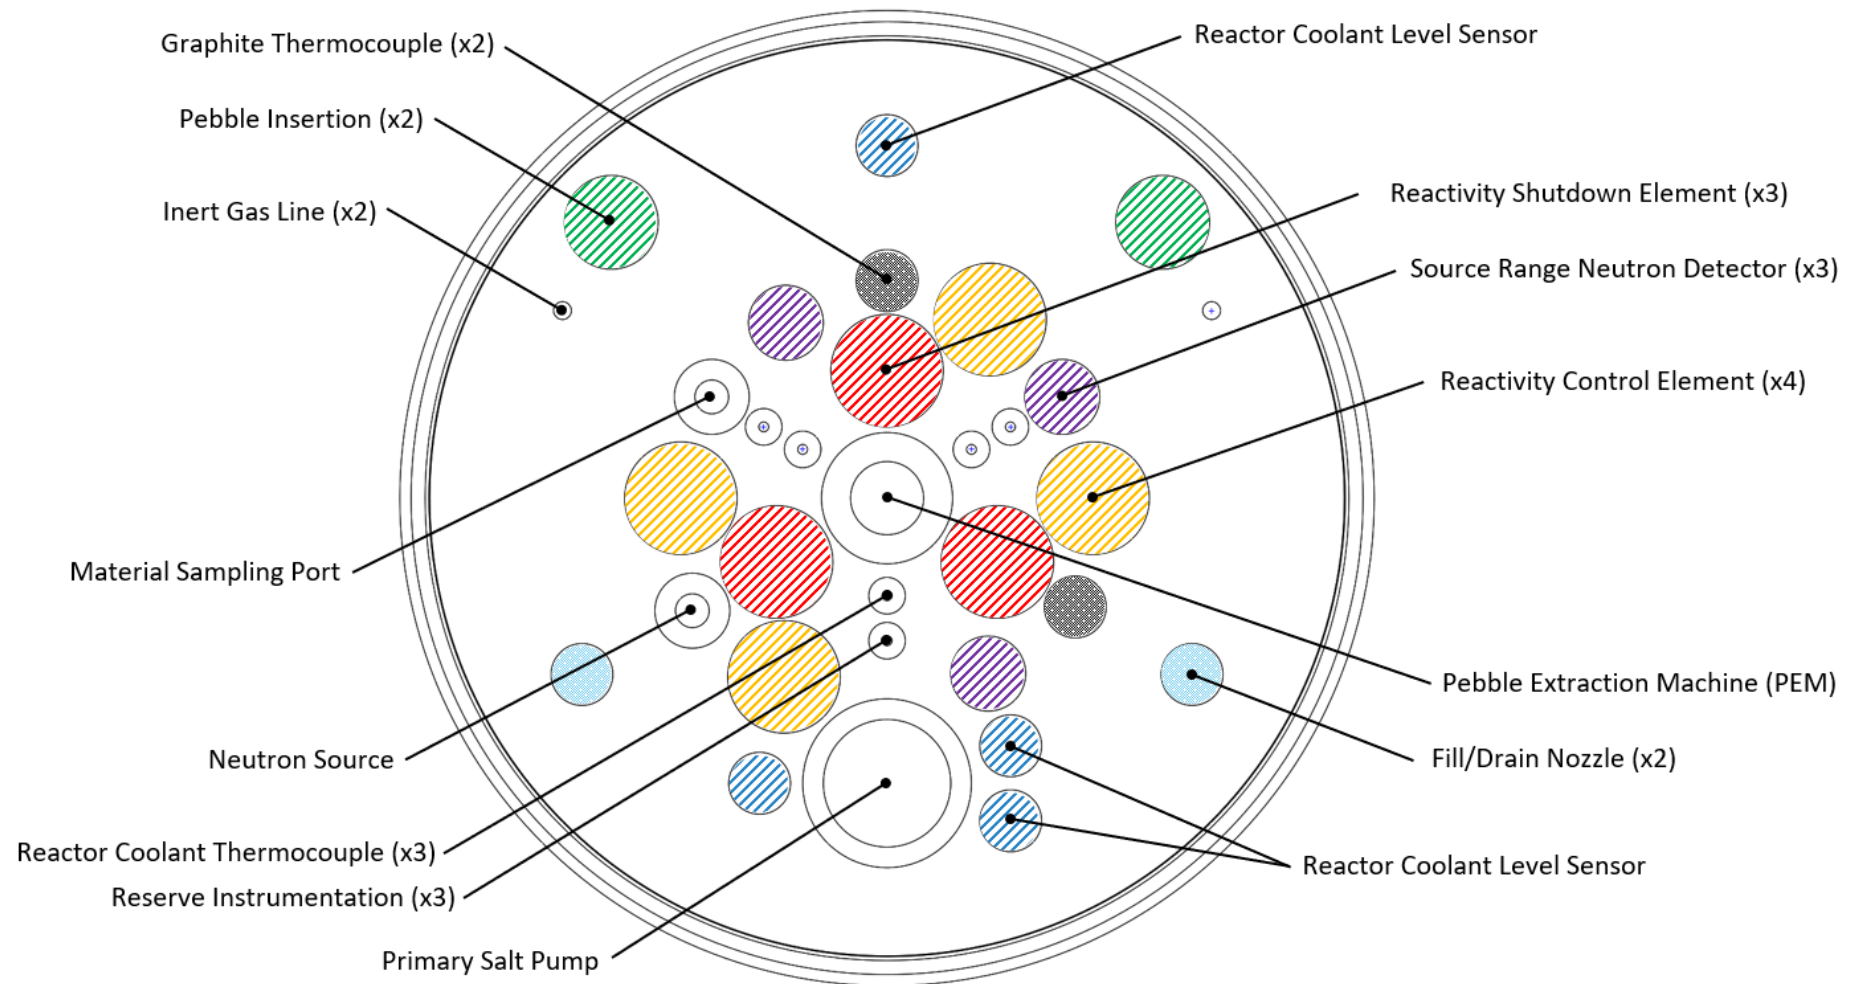 Graphite Thermocouple (x2)
Reactor Coolant Level Sensor
Pebble Insertion (x2)
Inert Gas Line (x2)
Reactivity Shutdown Element (x3)
Source Range Neutron Detector (x3)
Reactivity Control Element (x4)
Material Sampling Port
Pebble Extraction Machine (PEM)
Neutron Source
Fill/Drain Nozzle (x2)
Reactor Coolant Thermocouple (x3)
Reactor Coolant Level Sensor
Reserve Instrumentation (x3)
Primary Salt Pump